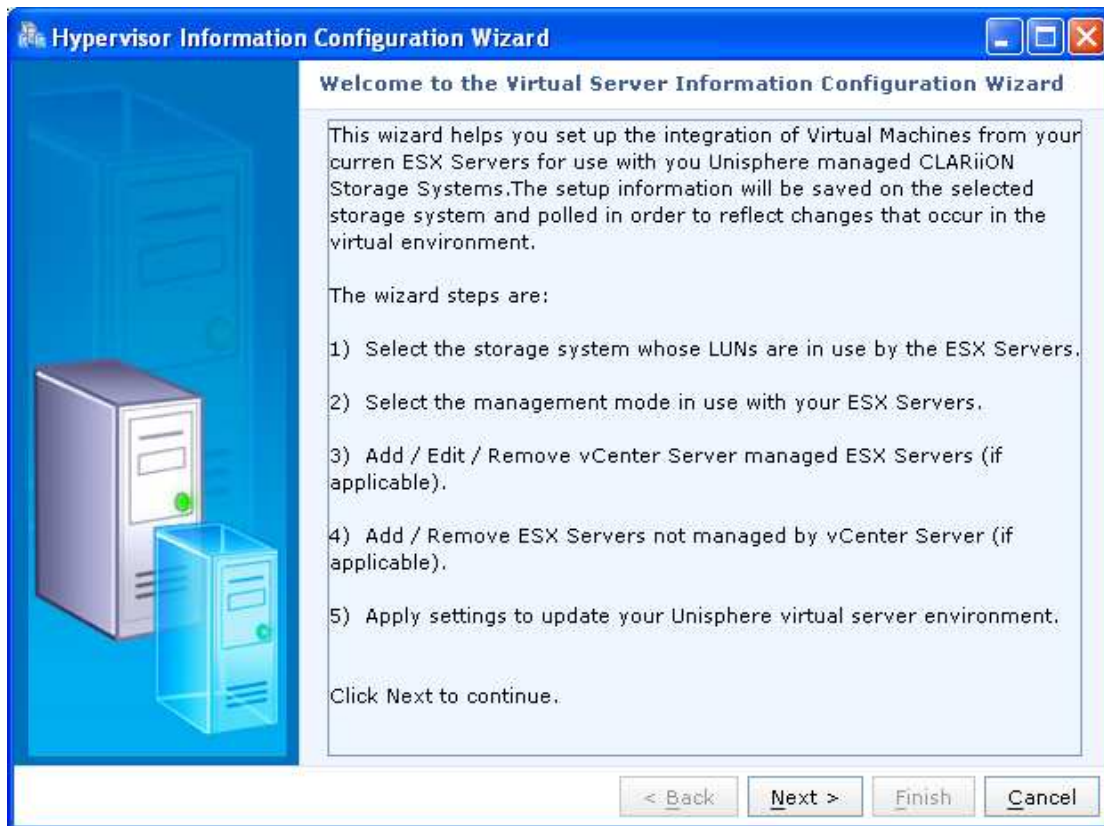 Hypervisor Information Configuration Wizard
Welcome to the Virtual Server Information Configuration Wizard
This wizard helps you set up the integration of Virtual Machines from your
curren ESX Servers for use with you Unisphere managed CLARiiON
Storage Systems.The setup information will be saved on the selected
storage system and polled in order to reflect changes that occur in the
virtual environment.
The wizard steps are:
1) Select the storage system whose LUNs are in use by the ESX Servers.
2) Select the management mode in use with your ESX Servers.
3) Add / Edit / Remove vCenter Server managed ESX Servers (if
applicable).
4) Add / Remove ESX Servers not managed by vCenter Server (if
applicable).
5) Apply settings to update your Unisphere virtual server environment.
Click Next to continue.
< Back Next > Finish Cancel